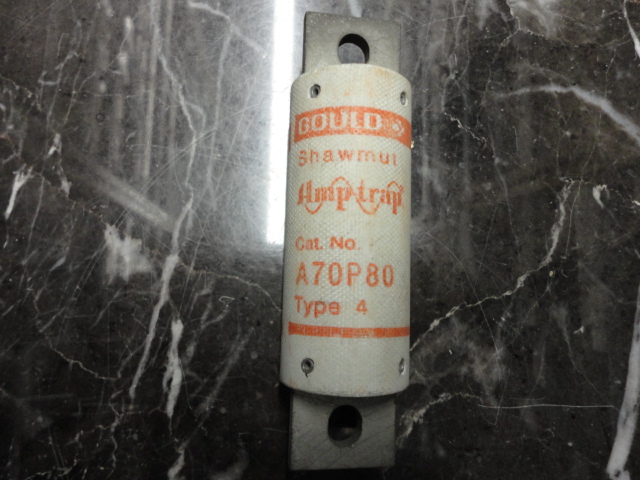 GOULD
Shawmut
Amp-trap
Cat. No.
A70P80
Type 4